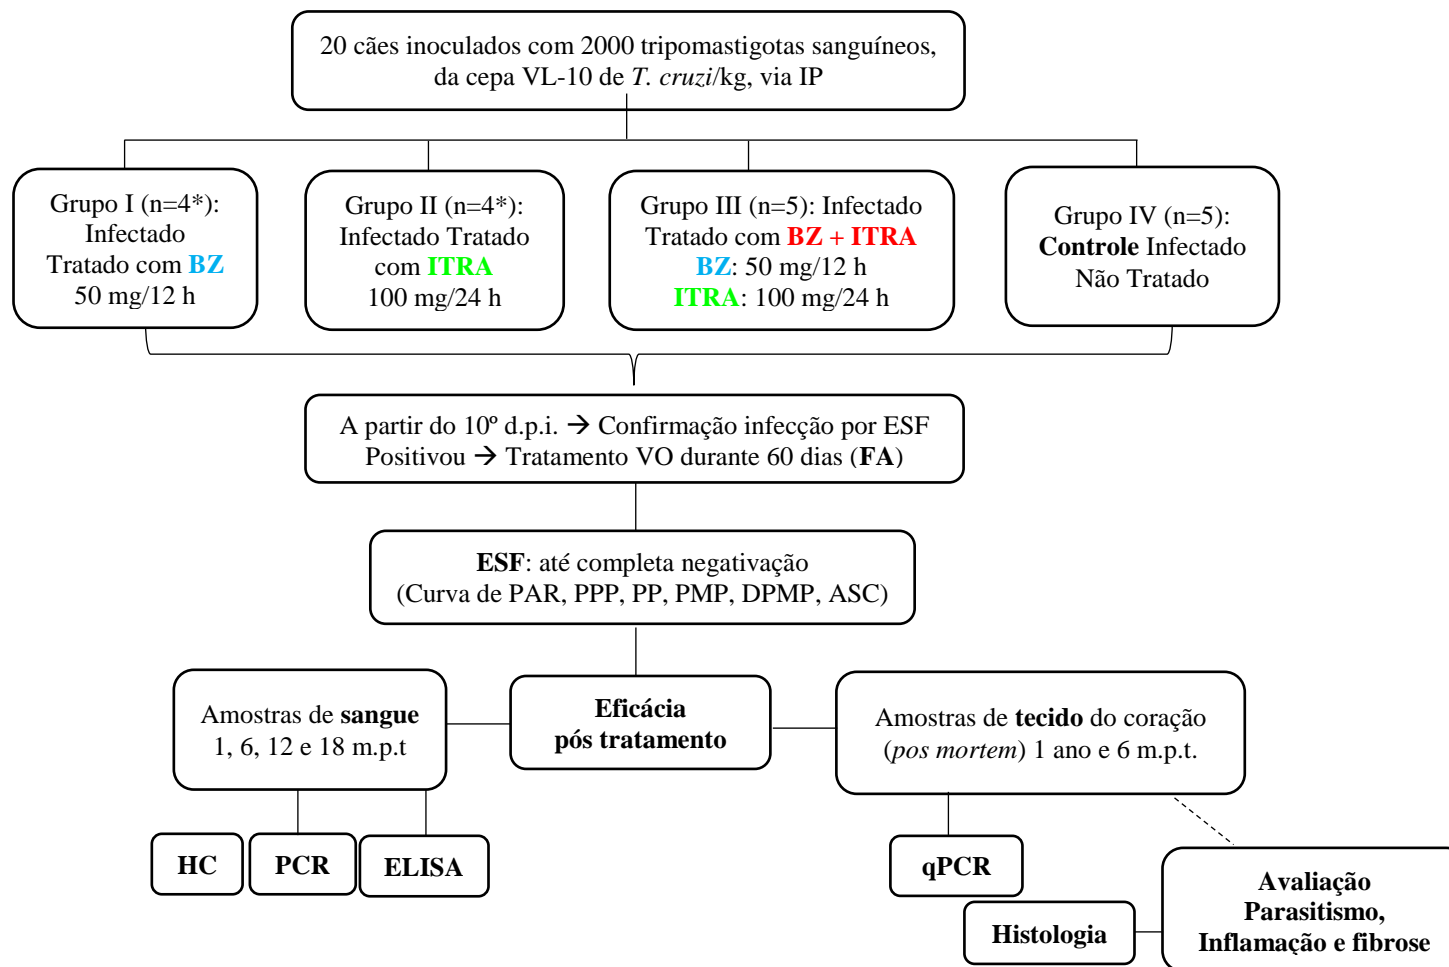 20 cães inoculados com 2000 tripomastigotas sanguíneos,
da cepa VL-10 de T. cruzi/kg, via IP
Grupo I (n=4*):
Infectado
Tratado com BZ
50 mg/12 h
Grupo II (n=4*):
Infectado Tratado
com ITRA
100 mg/24 h
Grupo III (n=5): Infectado
Tratado com BZ + ITRA
BZ: 50 mg/12 h
ITRA: 100 mg/24 h
Grupo IV (n=5):
Controle Infectado
Não Tratado
A partir do 10º d.p.i. → Confirmação infecção por ESF
Positivou → Tratamento VO durante 60 dias (FA)
ESF: até completa negativação
(Curva de PAR, PPP, PP, PMP, DPMP, ASC)
Amostras de sangue
1, 6, 12 e 18 m.p.t
Eficácia
pós tratamento
Amostras de tecido do coração
(pos mortem) 1 ano e 6 m.p.t.
HC
PCR
ELISA
qPCR
Histologia
Avaliação
Parasitismo,
Inflamação e fibrose